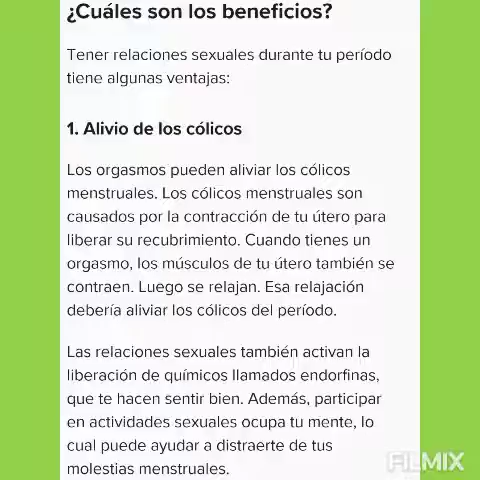 ¿Cuáles son los beneficios?
Tener relaciones sexuales durante tu período
tiene algunas ventajas:
1. Alivio de los cólicos
Los orgasmos pueden aliviar los cólicos
menstruales. Los cólicos menstruales son
causados por la contracción de tu útero para
liberar su recubrimiento. Cuando tienes un
orgasmo, los músculos de tu útero también se
contraen. Luego se relajan. Esa relajación
debería aliviar los cólicos del período.
Las relaciones sexuales también activan la
liberación de químicos llamados endorfinas,
que te hacen sentir bien. Además, participar
en actividades sexuales ocupa tu mente, lo
cual puede ayudar a distraerte de tus
molestias menstruales.
FILMIX